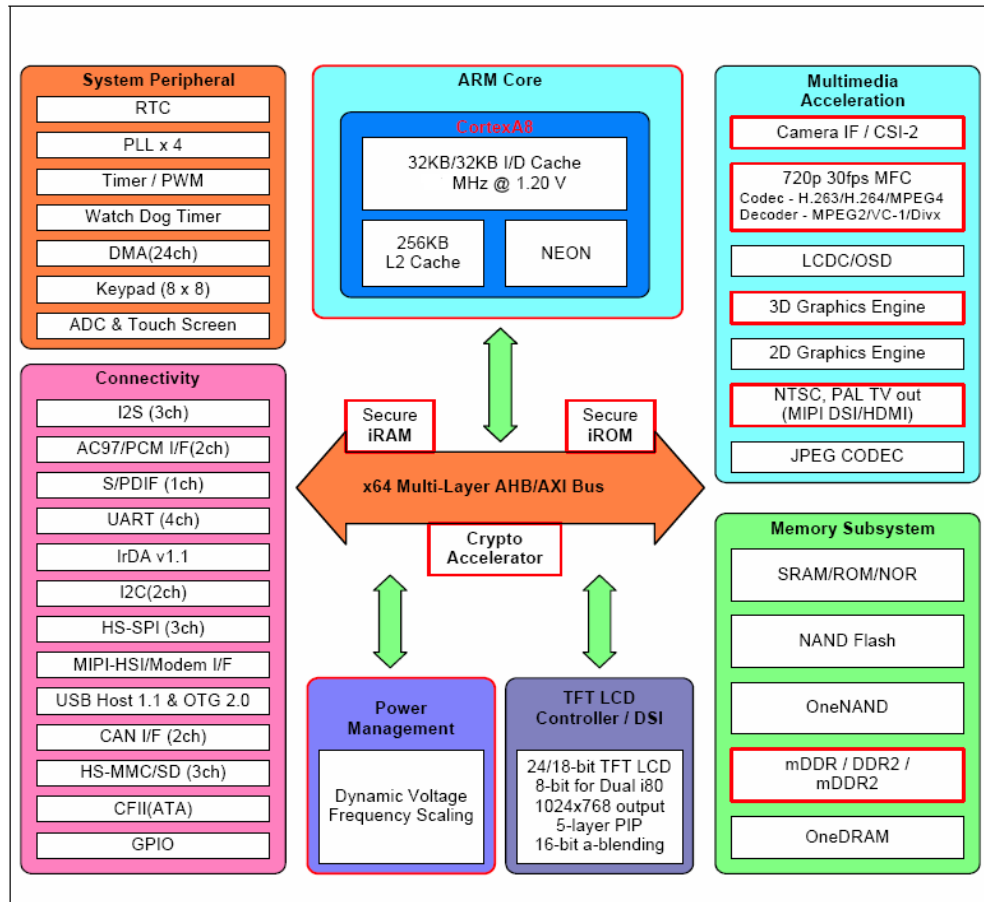 System Peripheral
RTC
PLL x 4
Timer / PWM
Watch Dog Timer
DMA(24ch)
Keypad (8 x 8)
ADC & Touch Screen
Connectivity
I2S (3ch)
AC97/PCM I/F(2ch)
S/PDIF (1ch)
UART (4ch)
IrDA v1.1
I2C(2ch)
HS-SPI (3ch)
MIPI-HSI/Modem I/F
USB Host 1.1 & OTG 2.0
CAN I/F (2ch)
HS-MMC/SD (3ch)
CFII(ATA)
GPIO
ARM Core
CortexA8
32KB/32KB I/D Cache
MHz @ 1.20 V
256KB
L2 Cache
NEON
Secure
iRAM
Secure
iROM
x64 Multi-Layer AHB/AXI Bus
Crypto
Accelerator
Power
Management
Dynamic Voltage
Frequency Scaling
TFT LCD
Controller / DSI
24/18-bit TFT LCD
8-bit for Dual i80
1024x768 output
5-layer PIP
16-bit a-blending
Multimedia
Acceleration
Camera IF / CSI-2
720p 30fps MFC
Codec - H.263/H.264/MPEG4
Decoder - MPEG2/VC-1/Divx
LCDC/OSD
3D Graphics Engine
2D Graphics Engine
NTSC, PAL TV out
(MIPI DSI/HDMI)
JPEG CODEC
Memory Subsystem
SRAM/ROM/NOR
NAND Flash
OneNAND
mDDR / DDR2 /
mDDR2
OneDRAM